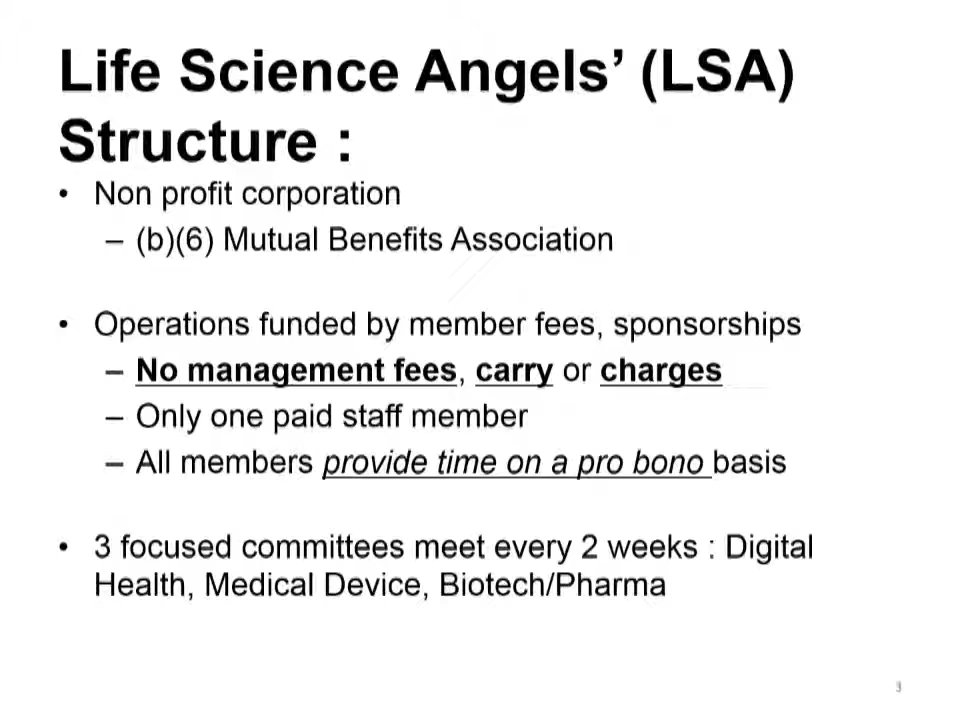 Life Science Angels’ (LSA)
Structure :
• Non profit corporation
– (b)(6) Mutual Benefits Association
• Operations funded by member fees, sponsorships
– No management fees, carry or charges
– Only one paid staff member
– All members provide time on a pro bono basis
• 3 focused committees meet every 2 weeks : Digital
Health, Medical Device, Biotech/Pharma